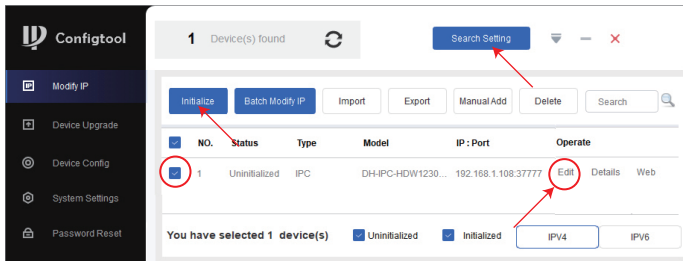 IP Configtool
1 Device(s) found
Search Setting
IP Modify IP
Device Upgrade
Device Config
System Settings
Password Reset
Initialize Batch Modify IP Import Export Manual Add Delete Search
NO. Status Type Model IP : Port Operate
1 Uninitialized IPC DH-IPC-HDW1230... 192.168.1.108:37777 Edit Details Web
You have selected 1 device(s) Uninitialized Initialized IPV4 IPV6